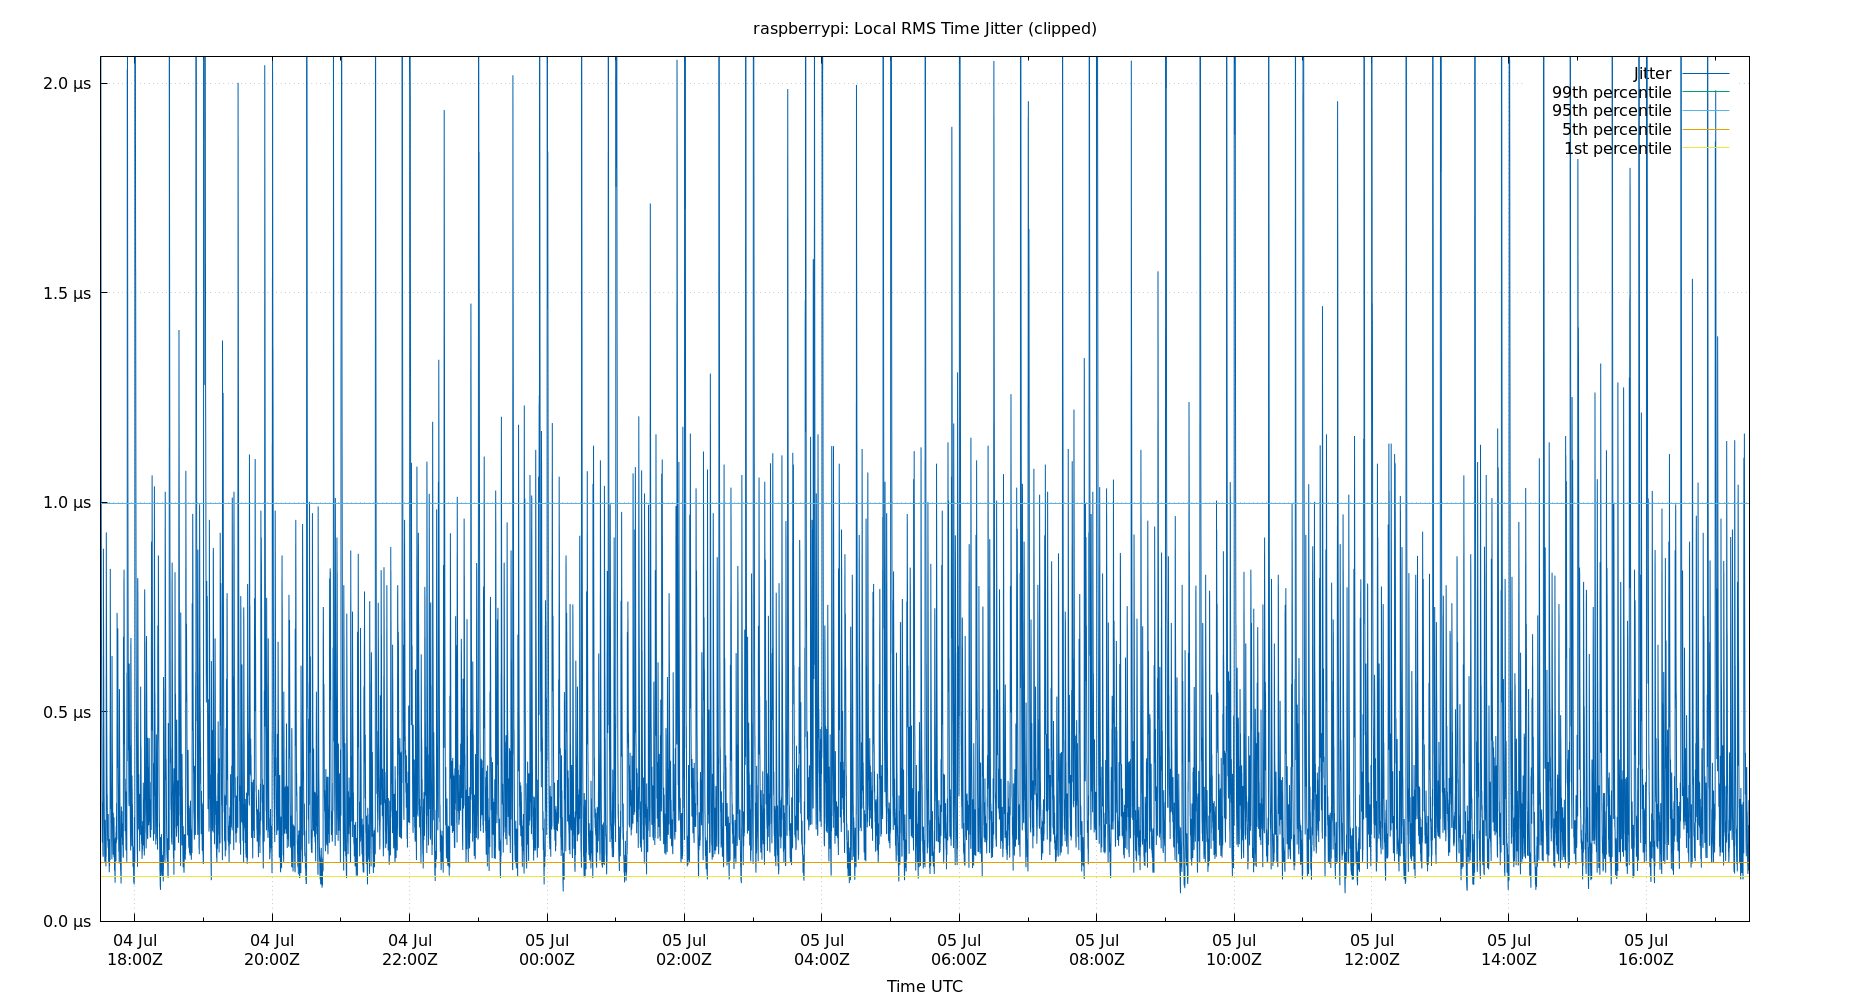 raspberrypi: Local RMS Time Jitter (clipped)
Jitter
99th percentile
95th percentile
5th percentile
1st percentile
2.0 µs
1.5 µs
1.0 µs
0.5 µs
0.0 µs
04 Jul 04 Jul 04 Jul 05 Jul 05 Jul 05 Jul 05 Jul 05 Jul 05 Jul 05 Jul 05 Jul 05 Jul
18:00Z 20:00Z 22:00Z 00:00Z 02:00Z 04:00Z 06:00Z 08:00Z 10:00Z 12:00Z 14:00Z 16:00Z
Time UTC